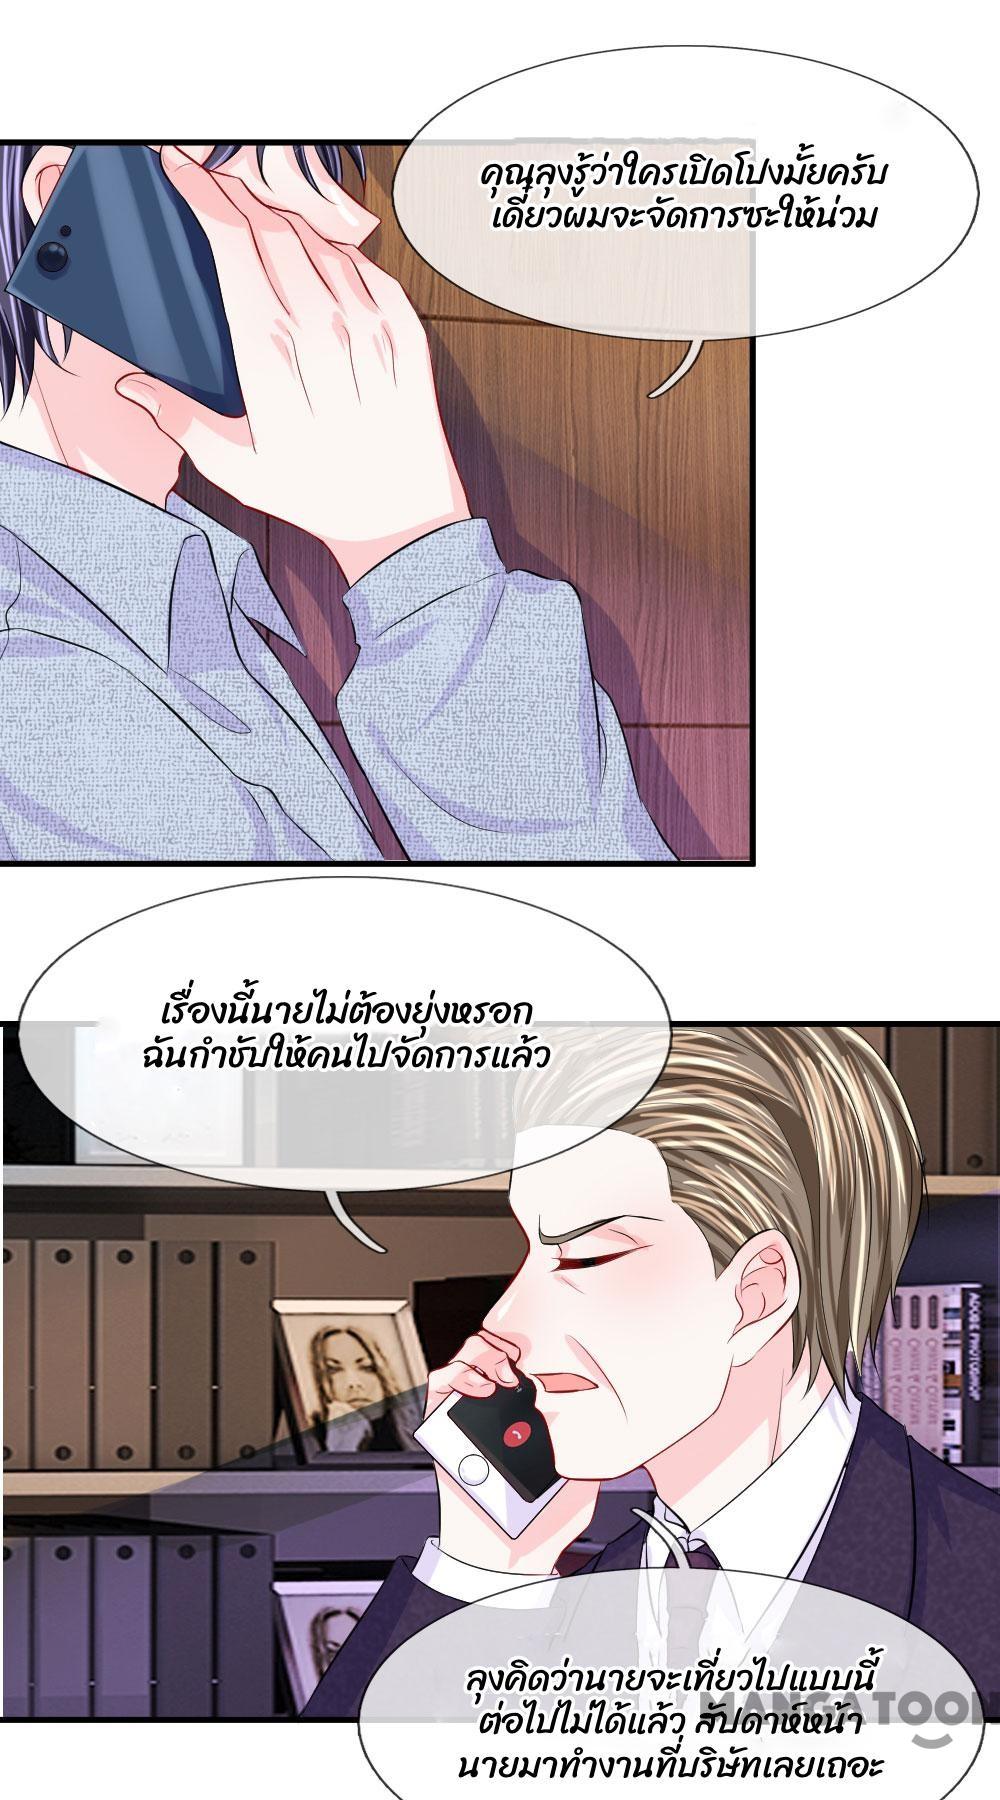 คุณลุงรู้ว่าใครเปิดโปงมั้ยครับ
เดี๋ยวผมจะจัดการซะให้น่วม
เรื่องนี้นายไม่ต้องยุ่งหรอก
ฉันกำชับให้คนไปจัดการแล้ว
ADOBE PHOTOSHOP
ลุงคิดว่านายจะเที่ยวไปแบบนี้
ต่อไปไม่ได้แล้ว สัปดาห์หน้า
นายมาทำงานที่บริษัทเลยเถอะ
MANGATOON